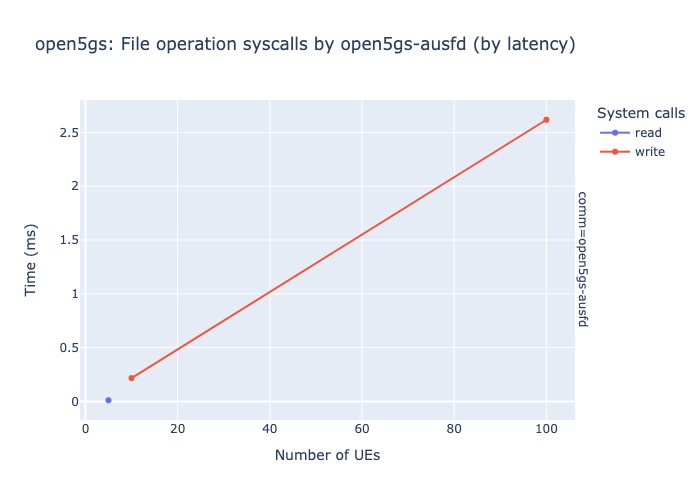 open5gs: File operation syscalls by open5gs-ausfd (by latency)
System calls
read
write
2.5
2
1.5
1
0.5
0
Time (ms)
comm=open5gs-ausfd
0
20
40
60
80
100
Number of UEs